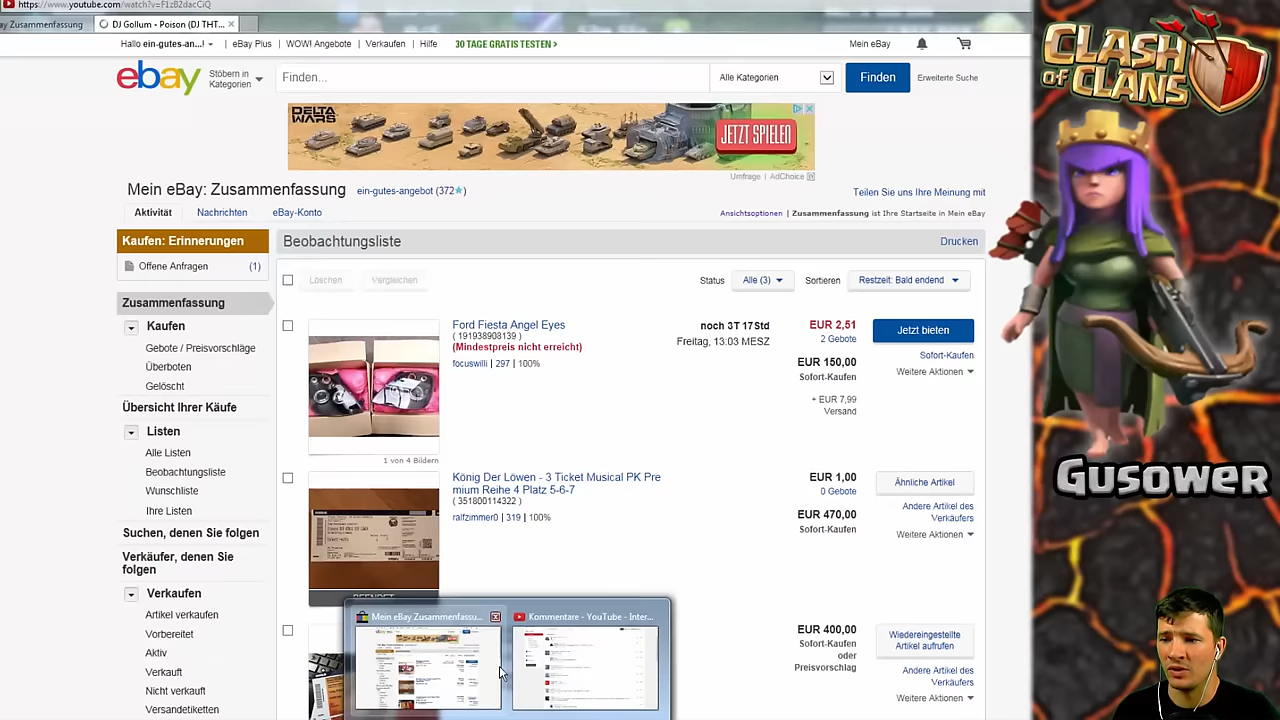 https://www.youtube.com/watch?v=F1zB2dacCiQ
ay Zusammenfassung
DJ Gollum - Poison (DJ THT...
Hallo ein-gutes-an...!
eBay Plus
WOW! Angebote
Verkaufen
Hilfe
30 TAGE GRATIS TESTEN >
Mein eBay
ebay
Stöbern in
Kategorien
Finden...
Alle Kategorien
Finden
Erweiterte Suche
DELTA
WARS
JETZT SPIELEN
Umfrage | AdChoice
Mein eBay: Zusammenfassung
ein-gutes-angebot (372)
Teilen Sie uns Ihre Meinung mit
Aktivität
Nachrichten
eBay-Konto
Ansichtsoptionen | Zusammenfassung ist Ihre Startseite in Mein eBay
Kaufen: Erinnerungen
Offene Anfragen (1)
Zusammenfassung
Kaufen
Gebote / Preisvorschläge
Überboten
Gelöscht
Übersicht Ihrer Käufe
Listen
Alle Listen
Beobachtungsliste
Wunschliste
Ihre Listen
Suchen, denen Sie folgen
Verkäufer, denen Sie
folgen
Verkaufen
Artikel verkaufen
Vorbereitet
Aktiv
Verkauft
Nicht verkauft
Versandetiketten
Beobachtungsliste
Drucken
Löschen
Vergleichen
Status
Alle (3)
Sortieren
Restzeit: Bald endend
Ford Fiesta Angel Eyes
( 191938908139 )
(Mindestpreis nicht erreicht)
focuswilli | 297 | 100%
1 von 4 Bildern
noch 3T 17Std
Freitag, 13:03 MESZ
EUR 2,51
2 Gebote
EUR 150,00
Sofort-Kaufen
+ EUR 7,99
Versand
Jetzt bieten
Sofort-Kaufen
Weitere Aktionen
König Der Löwen - 3 Ticket Musical PK Pre
mium Reihe 4 Platz 5-6-7
( 351800114322 )
ralfzimmer0 | 319 | 100%
BEENDET
EUR 1,00
0 Gebote
EUR 470,00
Sofort-Kaufen
Ähnliche Artikel
Andere Artikel des
Verkäufers
Weitere Aktionen
EUR 400,00
Sofort-Kaufen
oder
Preisvorschlag
Wiedereingestellte
Artikel aufrufen
Andere Artikel des
Verkäufers
Weitere Aktionen
Mein eBay Zusammenfassu...
Kommentare - YouTube - Inter...
CLASH
OF CLANS
GUSOWER